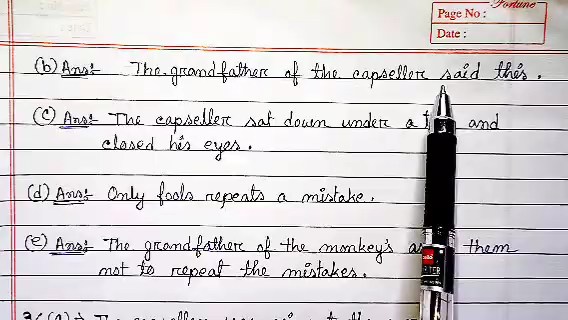 Fortune
Page No :
Date :
(b) Ans:- The grandfather of the capseller said this.
(c) Ans:- The capseller sat down under a and
closed his eyes.
(d) Ans:- Only fools repeats a mistake.
(e) Ans:- The grandfather of the monkey's them
not to repeat the mistakes.